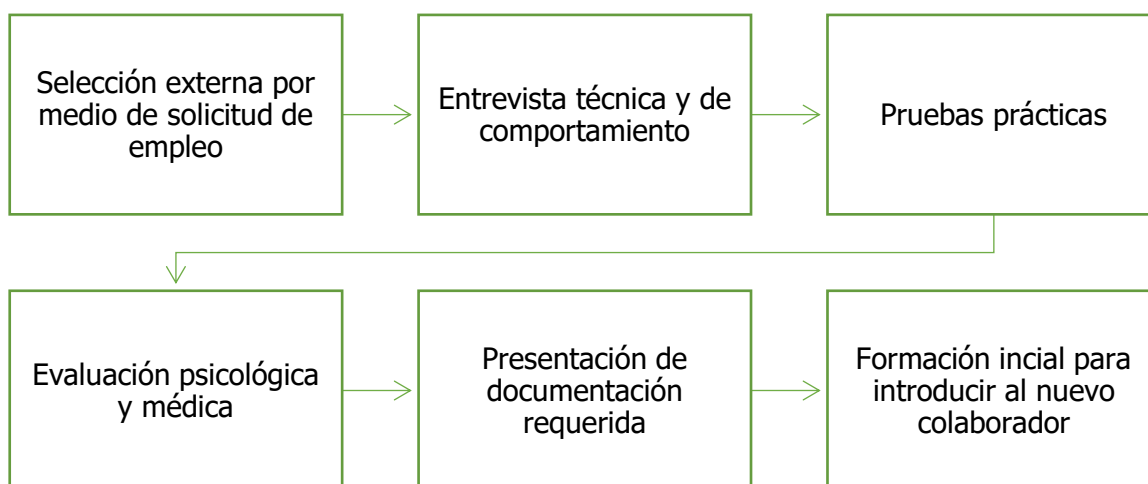 Selección externa por
medio de solicitud de
empleo
Entrevista técnica y de
comportamiento
Pruebas prácticas
Evaluación psicológica
y médica
Presentación de
documentación
requerida
Formación incial para
introducir al nuevo
colaborador